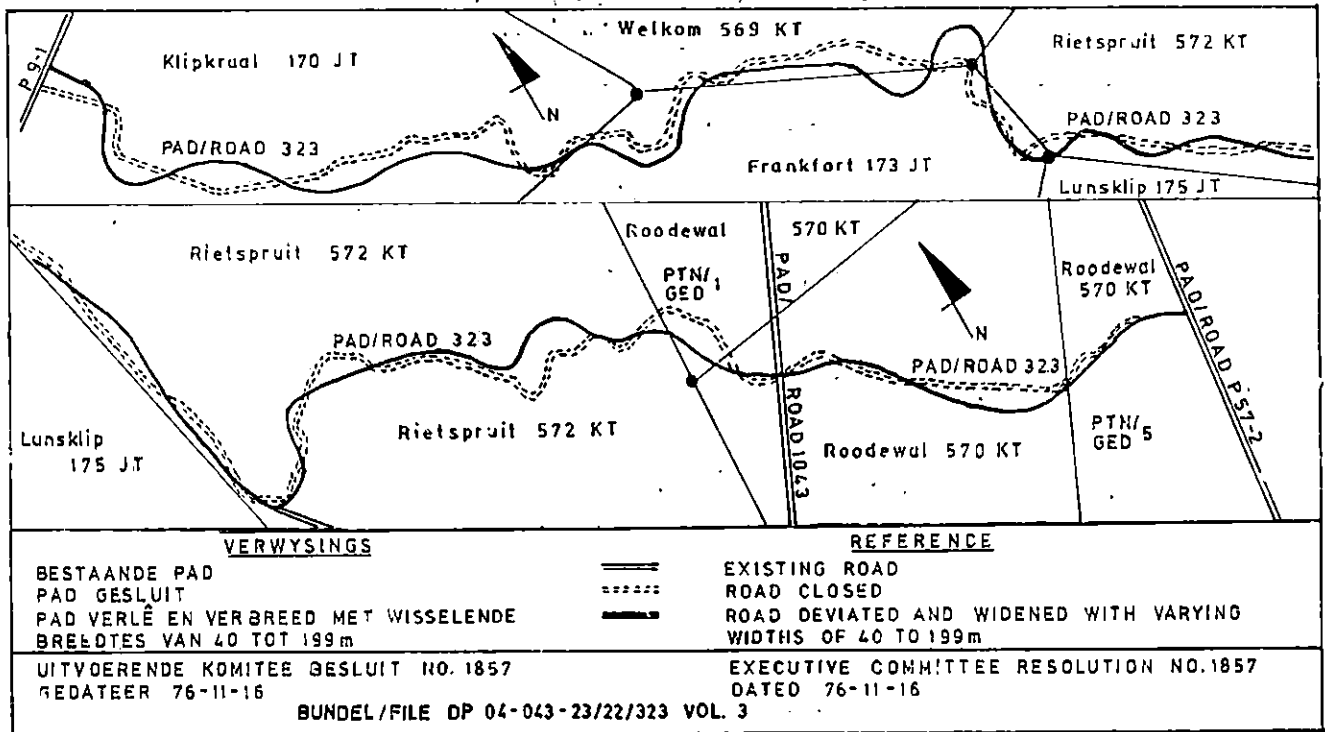 Welkom 569 KT
Klipkraal 170 JT
Rietspruit 572 KT
P 9-1
N
PAD/ROAD 323
PAD/ROAD 323
Frankfort 173 JT
Lunsklip 175 JT
Rietspruit 572 KT
Roodewal 570 KT
PTN/GED 1
PAD/ROAD 1043
Roodewal
570 KT
PAD/ROAD P57-2
N
PAD/ROAD 323
PAD/ROAD 323
Lunsklip
175 JT
Rietspruit 572 KT
Roodewal 570 KT
PTN/GED 5
VERWYSINGS
BESTAANDE PAD
PAD GESLUIT
PAD VERLÊ EN VERBREED MET WISSELENDE
BREEDTES VAN 40 TOT 199m
REFERENCE
EXISTING ROAD
ROAD CLOSED
ROAD DEVIATED AND WIDENED WITH VARYING
WIDTHS OF 40 TO 199m
UITVOERENDE KOMITEE BESLUIT NO. 1857
GEDATEER 76-11-16
EXECUTIVE COMMITTEE RESOLUTION NO. 1857
DATED 76-11-16
BUNDEL/FILE DP 04-043-23/22/323 VOL. 3